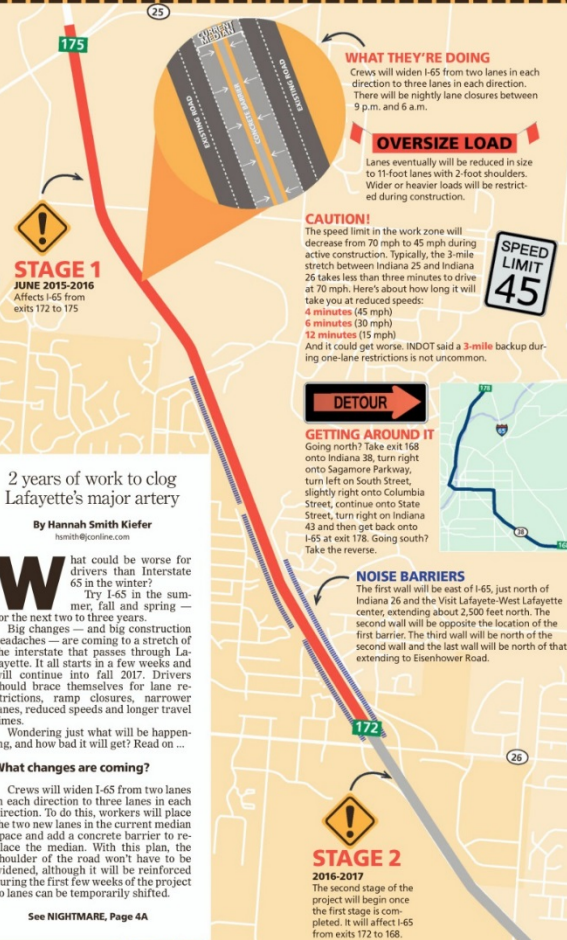 25
175
CURRENT MEDIAN
EXISTING ROAD
CONCRETE BARRIER
EXISTING ROAD
WHAT THEY'RE DOING
Crews will widen I-65 from two lanes in each
direction to three lanes in each direction.
There will be nightly lane closures between
9 p.m. and 6 a.m.
OVERSIZE LOAD
Lanes eventually will be reduced in size
to 11-foot lanes with 2-foot shoulders.
Wider or heavier loads will be restrict-
ed during construction.
STAGE 1
JUNE 2015-2016
Affects I-65 from
exits 172 to 175
CAUTION!
The speed limit in the work zone will
decrease from 70 mph to 45 mph during
active construction. Typically, the 3-mile
stretch between Indiana 25 and Indiana
26 takes less than three minutes to drive
at 70 mph. Here's about how long it will
take you at reduced speeds:
4 minutes (45 mph)
6 minutes (30 mph)
12 minutes (15 mph)
And it could get worse. INDOT said a 3-mile backup dur-
ing one-lane restrictions is not uncommon.
SPEED
LIMIT
45
DETOUR
GETTING AROUND IT
Going north? Take exit 168
onto Indiana 38, turn right
onto Sagamore Parkway,
turn left on South Street,
slightly right onto Columbia
Street, continue onto State
Street, turn right on Indiana
43 and then get back onto
I-65 at exit 178. Going south?
Take the reverse.
178
65
38
NOISE BARRIERS
The first wall will be east of I-65, just north of
Indiana 26 and the Visit Lafayete-West Lafayette
center, extending about 2,500 feet north. The
second wall will be opposite the location of the
first barrier. The third wall will be north of the
second wall and the last wall will be north of that
extending to Eisenhower Road.
2 years of work to clog
Lafayette's major artery
By Hannah Smith Kiefer
hsmith@jconline.com
What could be worse for
drivers than Interstate
65 in the winter?
Try I-65 in the sum-
mer, fall and spring —
or the next two to three years.
Big changes — and big construction
eadaches — are coming to a stretch of
he interstate that passes through La-
ayette. It all starts in a few weeks and
ill continue into fall 2017. Drivers
hould brace themselves for lane re-
trictions, ramp closures, narrower
anes, reduced speeds and longer travel
imes.
Wondering just what will be happen-
ng, and how bad it will get? Read on ...
What changes are coming?
Crews will widen I-65 from two lanes
n each direction to three lanes in each
irection. To do this, workers will place
he two new lanes in the current median
pace and add a concrete barrier to re-
lace the median. With this plan, the
houlder of the road won't have to be
idened, although it will be reinforced
uring the first few weeks of the project
o lanes can be temporarily shifted.
See NIGHTMARE, Page 4A
172
26
STAGE 2
2016-2017
The second stage of the
project will begin once
the first stage is com-
pleted. It will affect I-65
from exits 172 to 168.